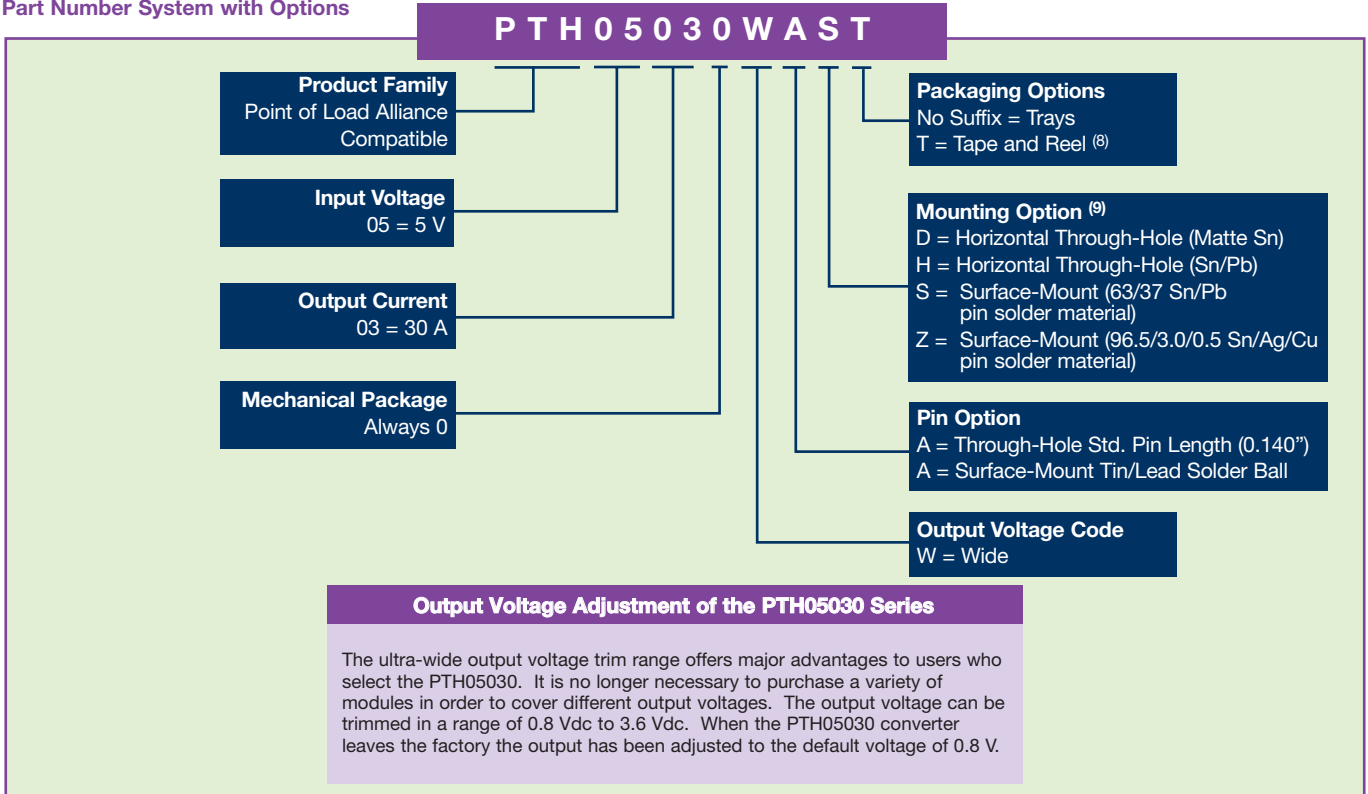 Part Number System with Options
PTH05030WAST
Product Family
Point of Load Alliance
Compatible
Input Voltage
05 = 5 V
Output Current
03 = 30 A
Mechanical Package
Always 0
Packaging Options
No Suffix = Trays
T = Tape and Reel (8)
Mounting Option (9)
D = Horizontal Through-Hole (Matte Sn)
H = Horizontal Through-Hole (Sn/Pb)
S = Surface-Mount (63/37 Sn/Pb
pin solder material)
Z = Surface-Mount (96.5/3.0/0.5 Sn/Ag/Cu
pin solder material)
Pin Option
A = Through-Hole Std. Pin Length (0.140”)
A = Surface-Mount Tin/Lead Solder Ball
Output Voltage Code
W = Wide
Output Voltage Adjustment of the PTH05030 Series
The ultra-wide output voltage trim range offers major advantages to users who
select the PTH05030. It is no longer necessary to purchase a variety of
modules in order to cover different output voltages. The output voltage can be
trimmed in a range of 0.8 Vdc to 3.6 Vdc. When the PTH05030 converter
leaves the factory the output has been adjusted to the default voltage of 0.8 V.